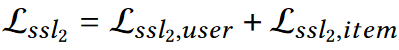 ℒ_{ssl_2} = ℒ_{ssl_2,user} + ℒ_{ssl_2,item}